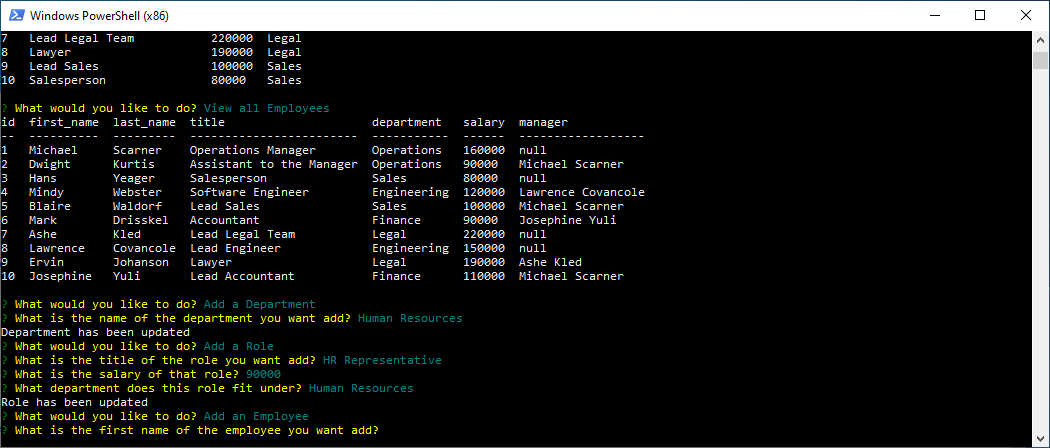 Windows PowerShell (x86)
7   Lead Legal Team           220000  Legal
8   Lawyer                    190000  Legal
9   Lead Sales                100000  Sales
10  Salesperson               80000   Sales
? What would you like to do? View all Employees
id  first_name  last_name  title                     department   salary  manager
--  ----------  ---------  ------------------------  -----------  ------  ------------------
1   Michael     Scarner    Operations Manager        Operations   160000  null
2   Dwight      Kurtis     Assistant to the Manager  Operations   90000   Michael Scarner
3   Hans        Yeager     Salesperson               Sales        80000   null
4   Mindy       Webster    Software Engineer         Engineering  120000  Lawrence Covancole
5   Blaire      Waldorf    Lead Sales                Sales        100000  Michael Scarner
6   Mark        Drisskel   Accountant                Finance      90000   Josephine Yuli
7   Ashe        Kled       Lead Legal Team           Legal        220000  null
8   Lawrence    Covancole  Lead Engineer             Engineering  150000  null
9   Ervin       Johanson   Lawyer                    Legal        190000  Ashe Kled
10  Josephine   Yuli       Lead Accountant           Finance      110000  Michael Scarner
? What would you like to do? Add a Department
? What is the name of the department you want add? Human Resources
Department has been updated
? What would you like to do? Add a Role
? What is the title of the role you want add? HR Representative
? What is the salary of that role? 90000
? What department does this role fit under? Human Resources
Role has been updated
? What would you like to do? Add an Employee
? What is the first name of the employee you want add?